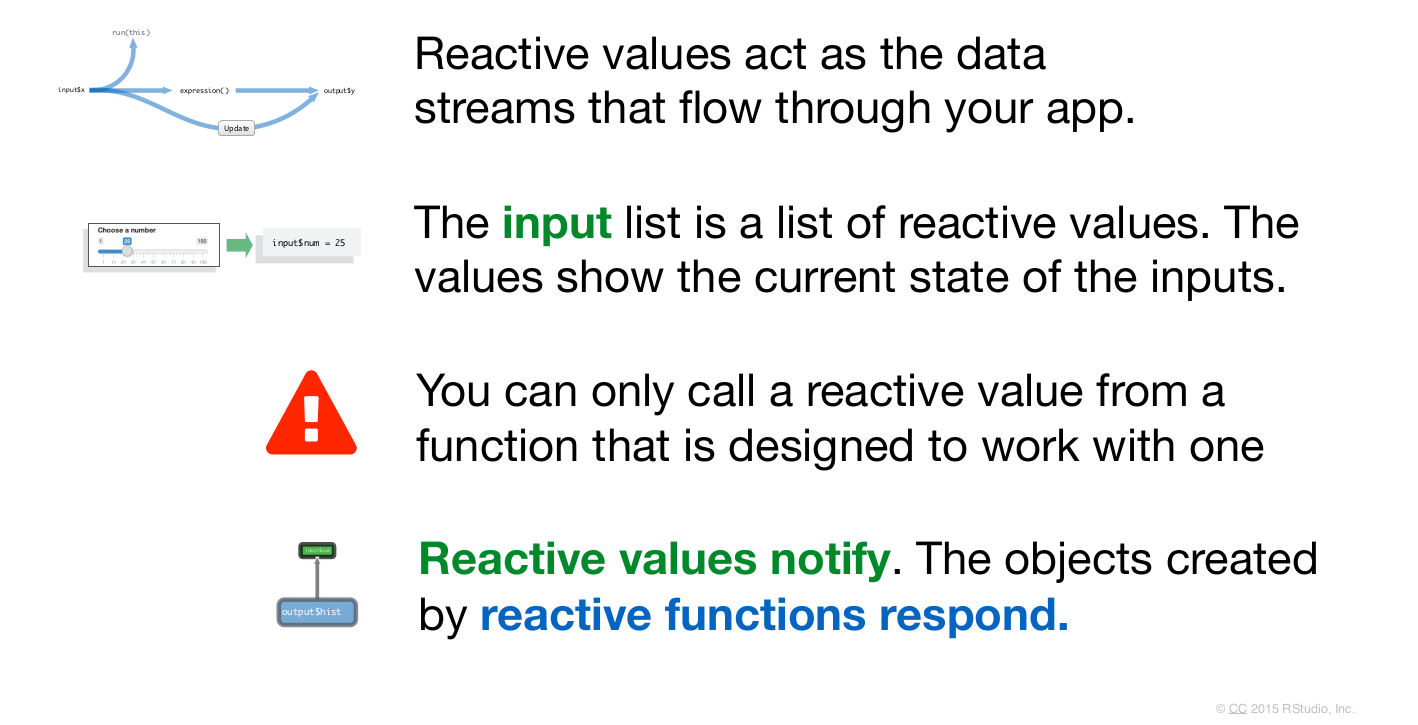 run(this)
input$x
expression()
output$y
Update
Reactive values act as the data
streams that flow through your app.
Choose a number
1 25 100
1 11 21 31 41 51 61 71 81 91 100
input$num = 25
The input list is a list of reactive values. The
values show the current state of the inputs.
You can only call a reactive value from a
function that is designed to work with one
input$num
output$hist
Reactive values notify. The objects created
by reactive functions respond.
© CC 2015 RStudio, Inc.